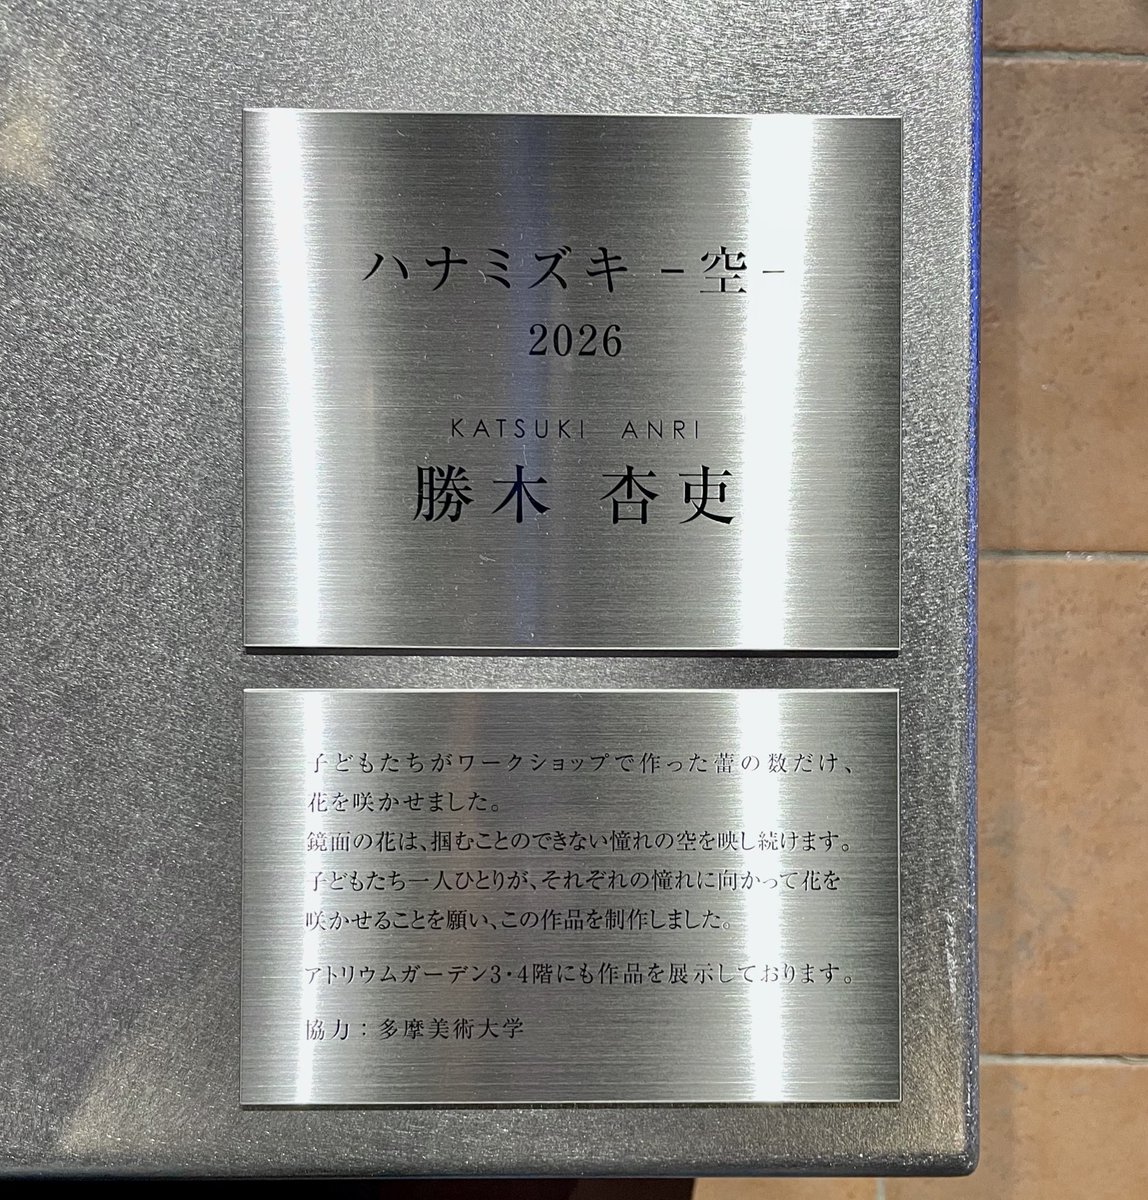 ハナミズキ -空-
2026
KATSUKI ANRI
勝木 杏吏
子どもたちがワークショップで作った蕾の数だけ、
花を咲かせました。
鏡面の花は、掴むことのできない憧れの空を映し続けます。
子どもたち一人ひとりが、それぞれの憧れに向かって花を
咲かせることを願い、この作品を制作しました。
アトリウムガーデン3・4階にも作品を展示しております。
協力：多摩美術大学